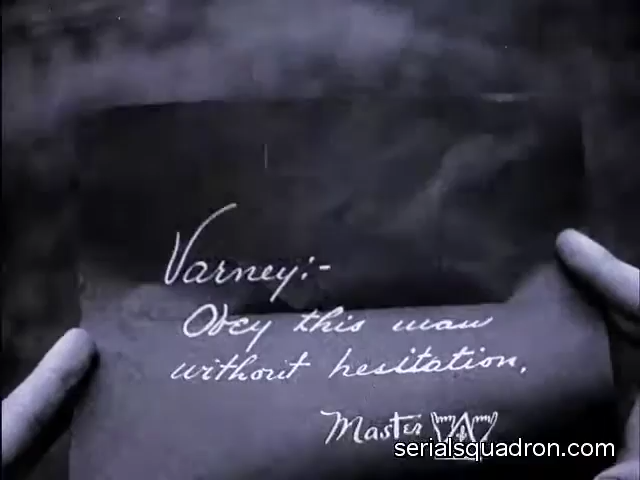 Varney:-
Obey this man
without hesitation.
Master
serialsquadron.com